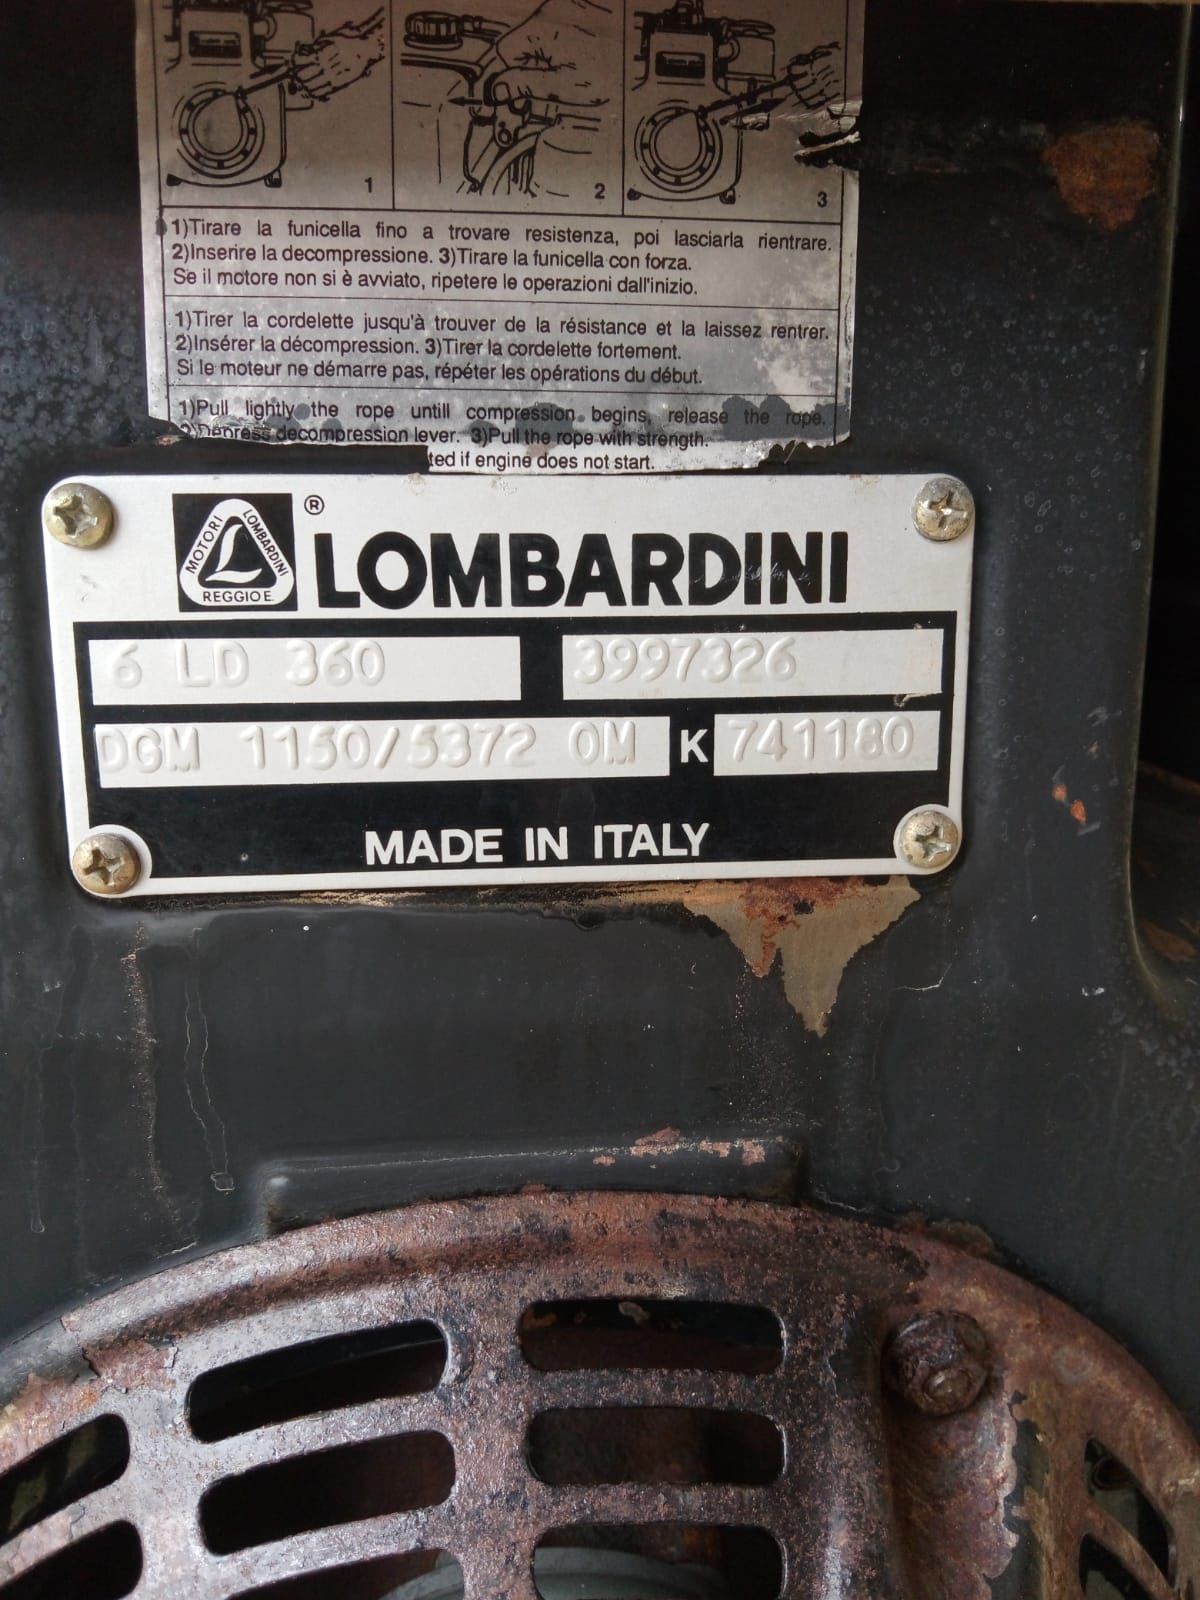 1
2
3
1)Tirare la funicella fino a trovare resistenza, poi lasciarla rientrare.
2)Inserire la decompressione. 3)Tirare la funicella con forza.
Se il motore non si è avviato, ripetere le operazioni dall'inizio.
1)Tirer la cordelette jusqu'à trouver de la résistance et la laissez rentrer.
2)Insérer la décompression. 3)Tirer la cordelette fortement.
Si le moteur ne démarre pas, répéter les opérations du début.
1)Pull lightly the rope untill compression begins, release the rope.
2)Depress decompression lever. 3)Pull the rope with strength.
ted if engine does not start.
MOTORI LOMBARDINI
REGGIO E.
® LOMBARDINI
6 LD 360 3997326
DGM 1150/5372 OM K 741180
MADE IN ITALY